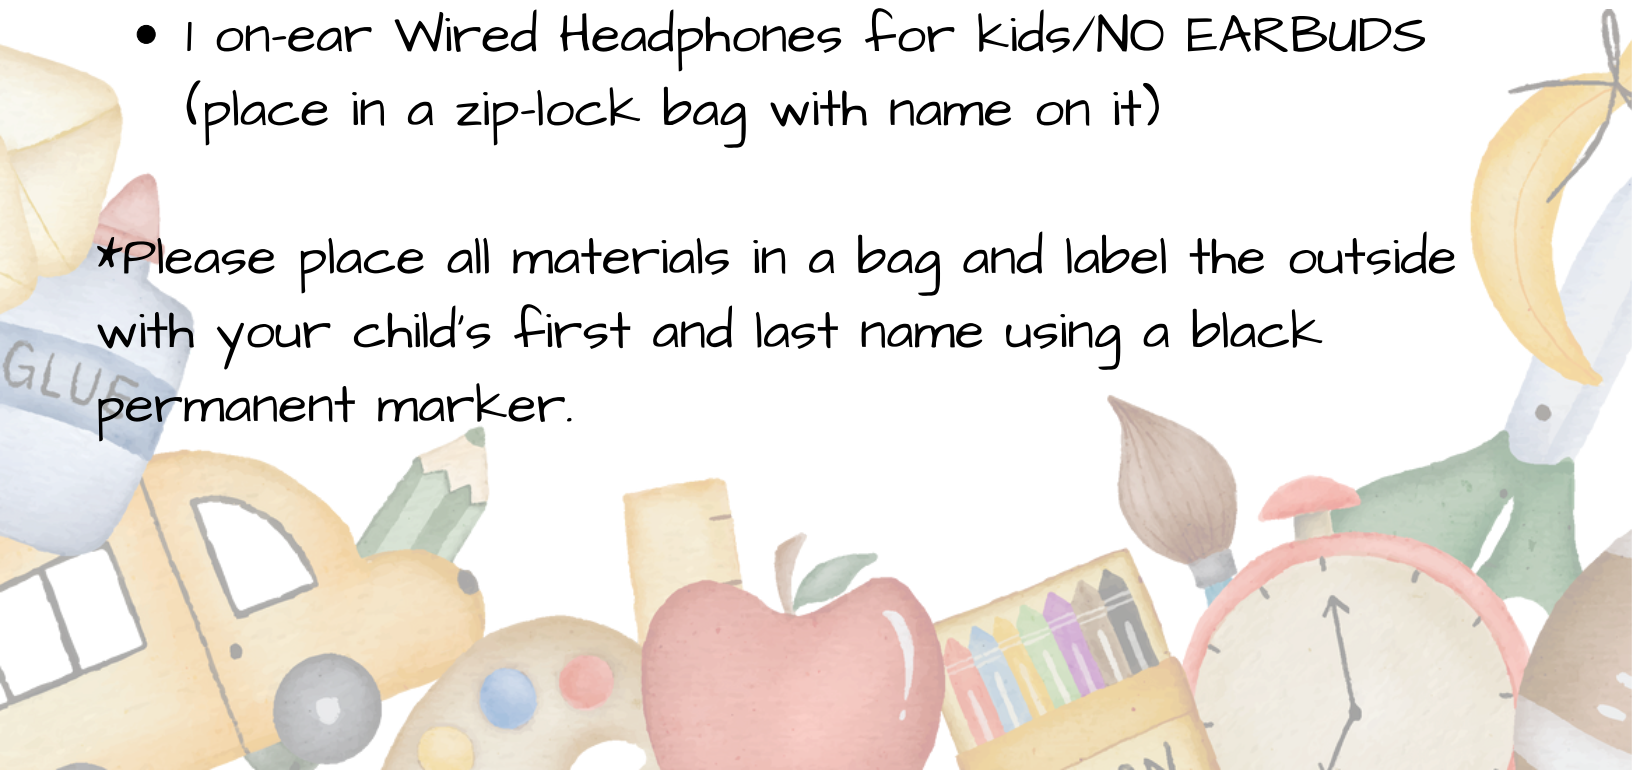 • 1 on-ear Wired Headphones for kids/NO EARBUDS
(place in a zip-lock bag with name on it)
*Please place all materials in a bag and label the outside
with your child's first and last name using a black
permanent marker.
GLUE